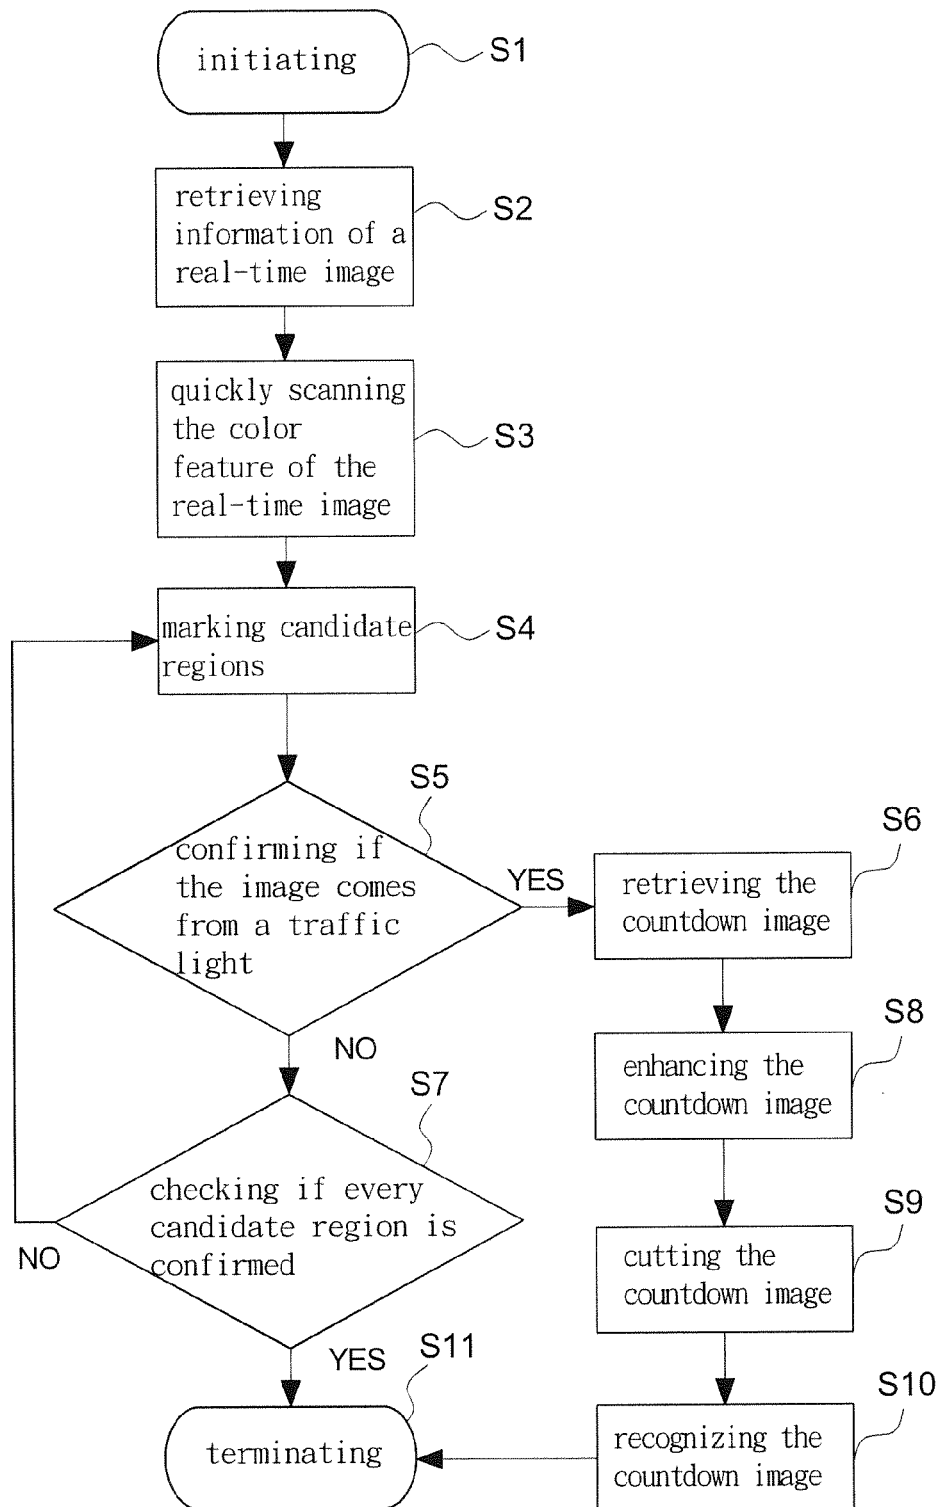 initiating
S1
retrieving
information of a
real-time image
S2
quickly scanning
the color
feature of the
real-time image
S3
marking candidate
regions
S4
S5
confirming if
the image comes
from a traffic
light
YES
NO
S6
retrieving the
countdown image
S7
checking if every
candidate region is
confirmed
NO
YES
S8
enhancing the
countdown image
S9
cutting the
countdown image
S10
recognizing the
countdown image
S11
terminating